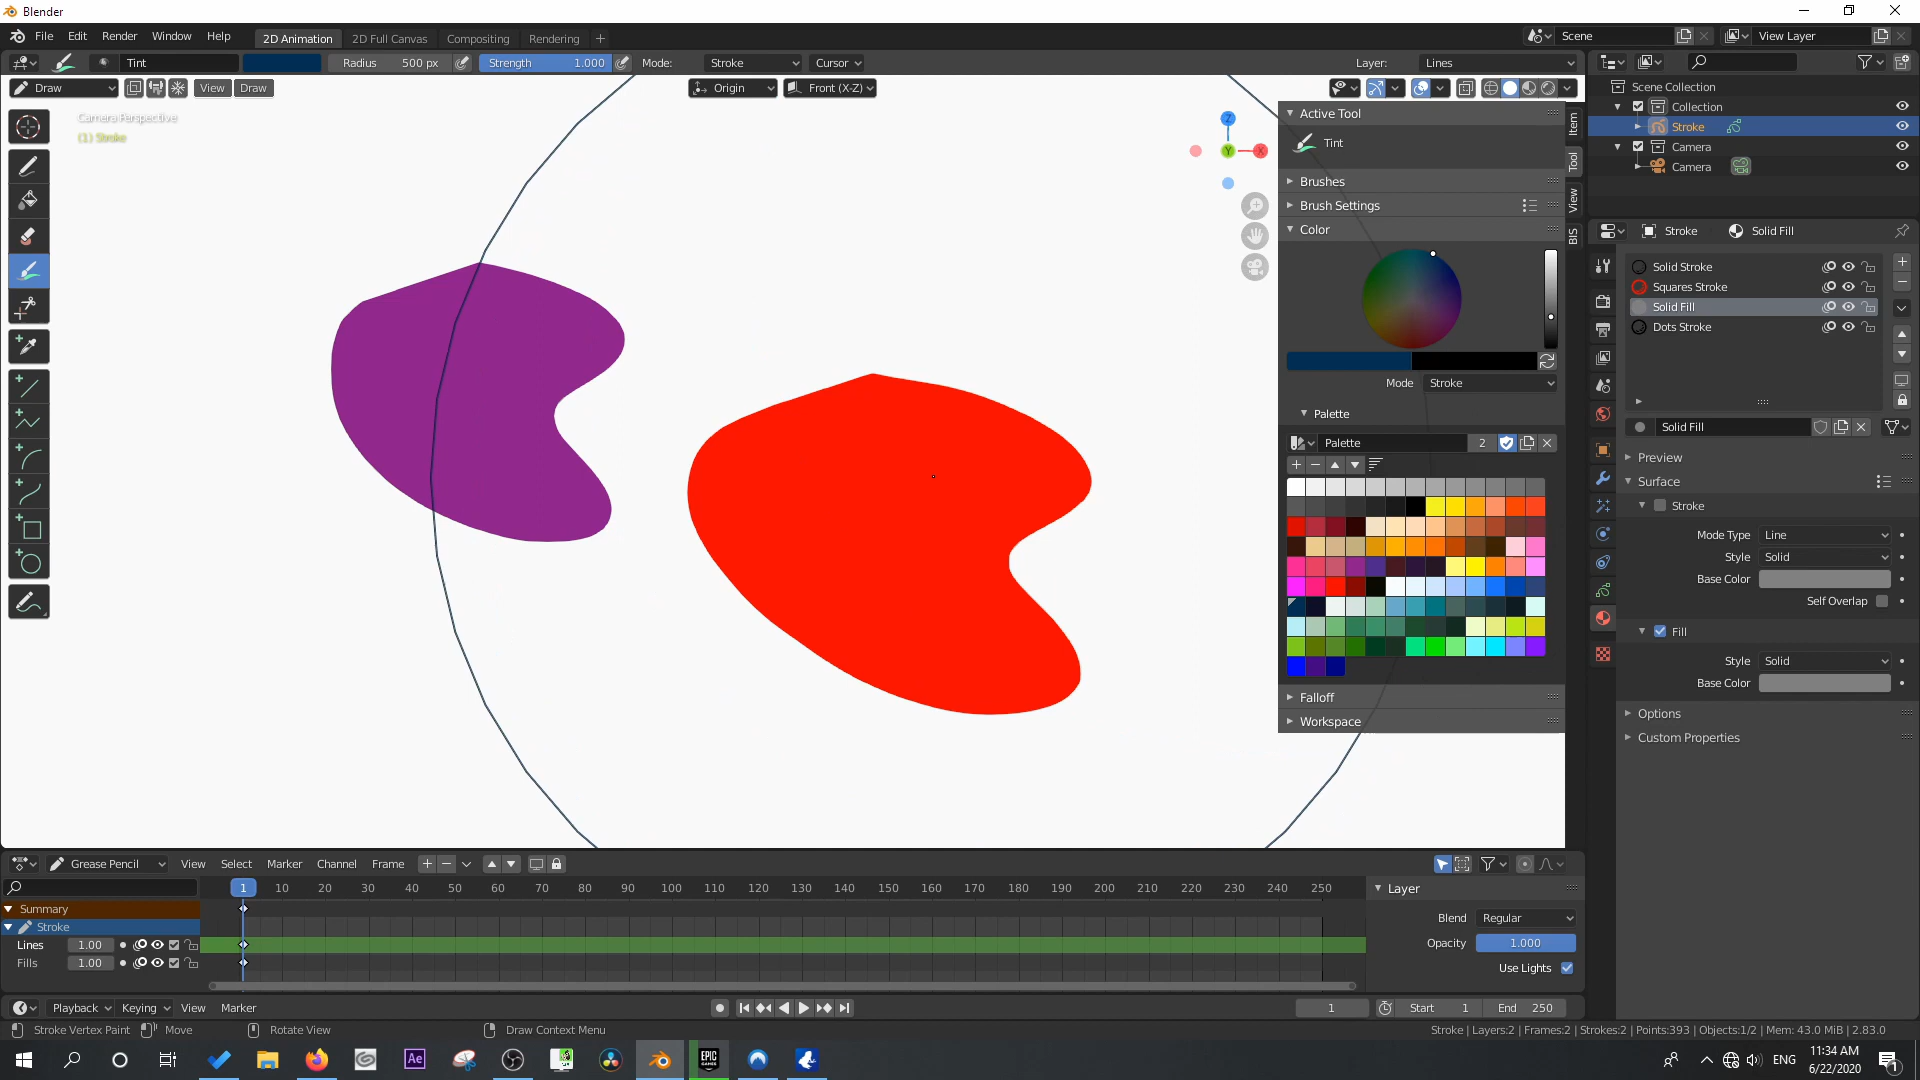 Blender
File Edit Render Window Help 2D Animation 2D Full Canvas Compositing Rendering + Scene View Layer
Tint Radius 500 px Strength 1.000 Mode: Stroke Cursor Layer: Lines
Draw View Draw Origin Front (X-Z)
Camera Perspective
(1) Stroke
Z
Y
X
Active Tool
Tint
Brushes
Brush Settings
Color
Mode Stroke
Palette
Palette 2
Falloff
Workspace
Item
Tool
View
BIS
Scene Collection
Collection
Stroke
Camera
Camera
Stroke Solid Fill
Solid Stroke
Squares Stroke
Solid Fill
Dots Stroke
Solid Fill
Preview
Surface
Stroke
Mode Type Line
Style Solid
Base Color
Self Overlap
Fill
Style Solid
Base Color
Options
Custom Properties
Grease Pencil View Select Marker Channel Frame
1 10 20 30 40 50 60 70 80 90 100 110 120 130 140 150 160 170 180 190 200 210 220 230 240 250
Summary
Stroke
Lines 1.00
Fills 1.00
Layer
Blend Regular
Opacity 1.000
Use Lights
Playback Keying View Marker 1 Start 1 End 250
Stroke Vertex Paint Move Rotate View Draw Context Menu Stroke | Layers:2 | Frames:2 | Strokes:2 | Points:393 | Objects:1/2 | Mem: 43.0 MiB | 2.83.0
Ae EPIC GAMES ENG 11:34 AM
6/22/2020
1